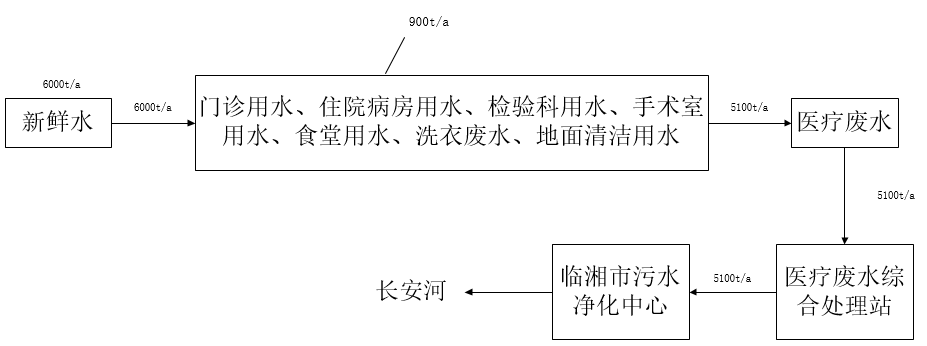 900t/a
6000t/a
新鲜水
6000t/a
门诊用水、住院病房用水、检验科用水、手术室
用水、食堂用水、洗衣废水、地面清洁用水
5100t/a
医疗废水
5100t/a
医疗废水综
合处理站
5100t/a
临湘市污水
净化中心
长安河